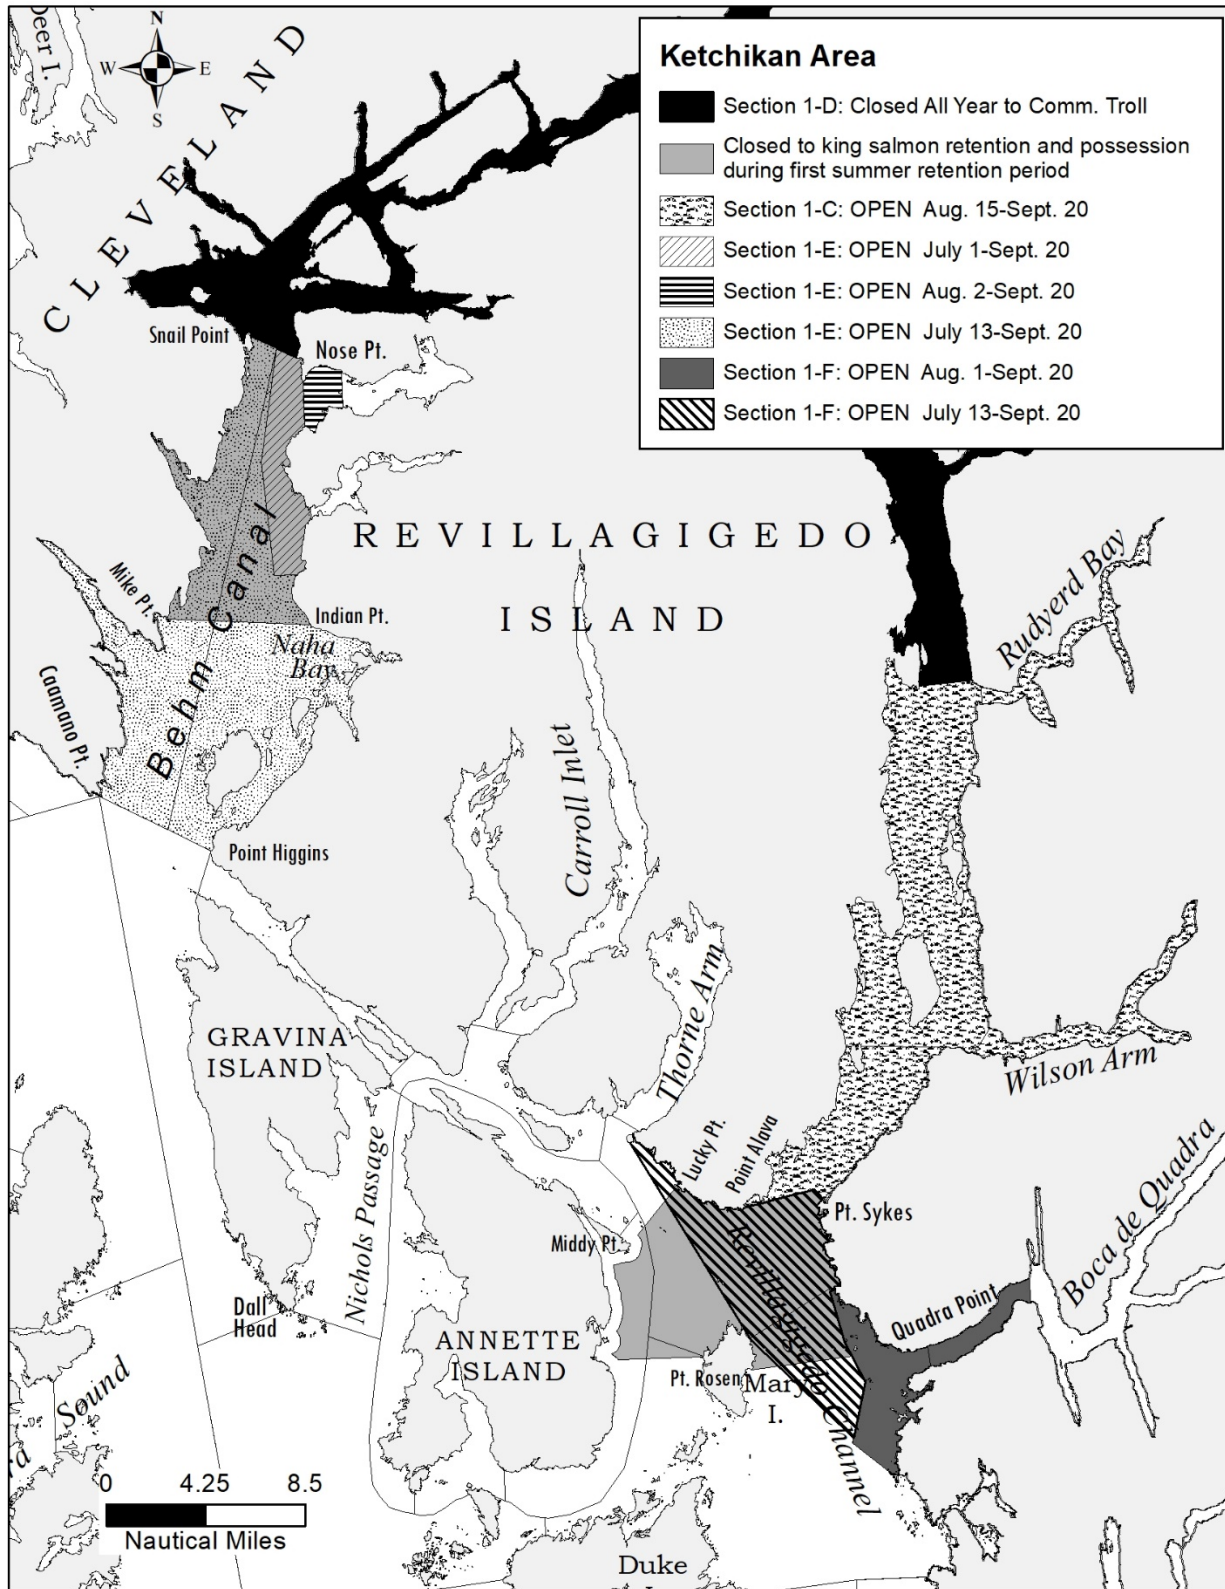 Deer I.
N
W E
S
CLEVELAND
Ketchikan Area
Section 1-D: Closed All Year to Comm. Troll
Closed to king salmon retention and possession
during first summer retention period
Section 1-C: OPEN Aug. 15-Sept. 20
Section 1-E: OPEN July 1-Sept. 20
Section 1-E: OPEN Aug. 2-Sept. 20
Section 1-E: OPEN July 13-Sept. 20
Section 1-F: OPEN Aug. 1-Sept. 20
Section 1-F: OPEN July 13-Sept. 20
Snail Point
Nose Pt.
REVILLAGIGEDO
ISLAND
Mike Pt.
Indian Pt.
Naha
Bay
Behm Canal
Caamano Pt.
Rudyerd Bay
Carroll Inlet
Point Higgins
Thorne Arm
GRAVINA
ISLAND
Wilson Arm
Lucky Pt.
Point Alava
Pt. Sykes
Boca de Quadra
Nichols Passage
Middy Pt.
Revillagigedo Channel
Quadra Point
Dall
Head
ANNETTE
ISLAND
Pt. Rosen
Mary
I.
Sound
0 4.25 8.5
Nautical Miles
Duke